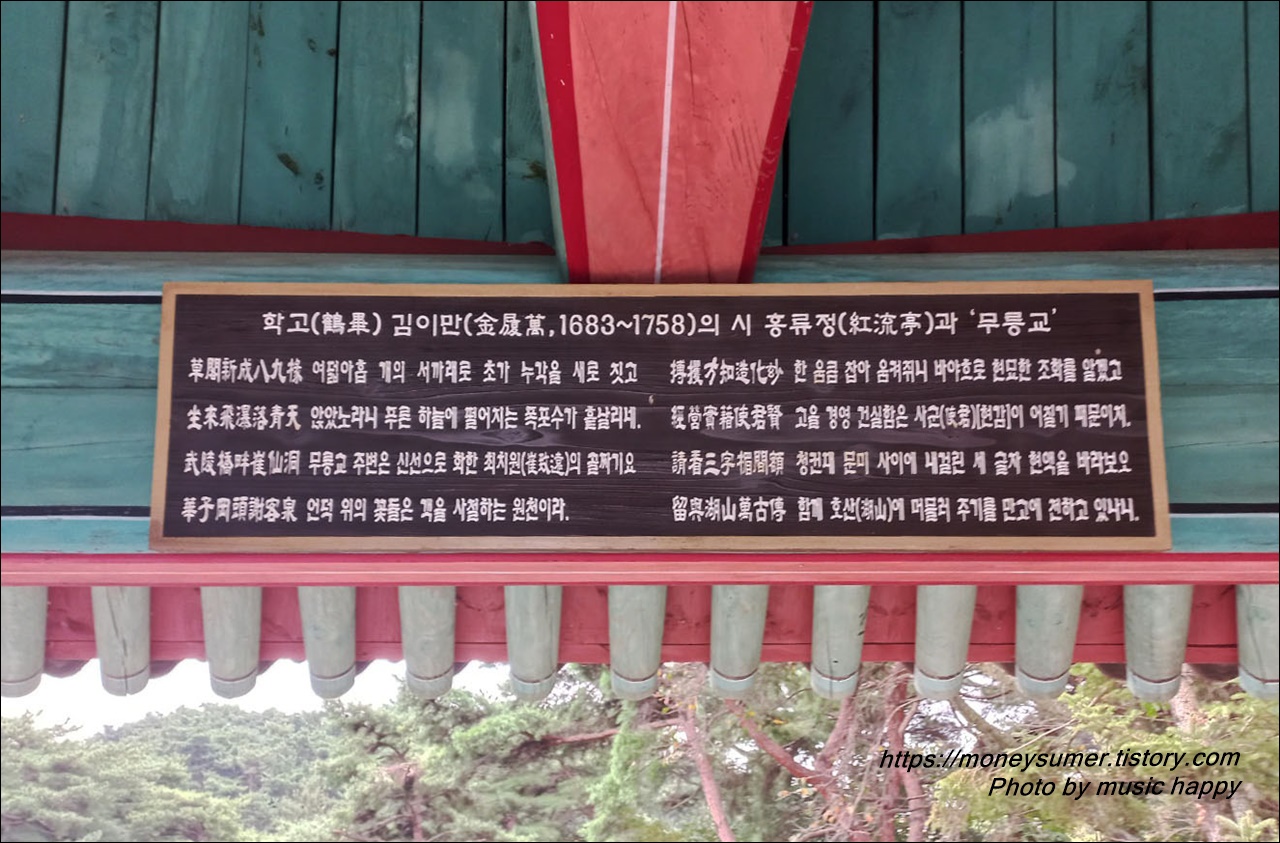 학고(鶴皐) 김이만(金履萬, 1683~1758)의 시 홍류정(紅流亭)과 '무릉교'
草閣新成八九椽 여덟아홉 개의 서까래로 초가 누각을 새로 짓고
坐來飛瀑落青天 앉았노라니 푸른 하늘에 떨어지는 폭포수가 흩날리네.
武陵橋畔崔仙洞 무릉교 주변은 신선으로 화한 최치원(崔致遠)의 골짜기요
華子岡頭謝客泉 언덕 위의 꽃들은 객을 사절하는 원천이라.
方知造化妙 한 움큼 잡아 움켜쥐니 바야흐로 현묘한 조화를 알겠고
經營實藉使君賢 고을 경영 건실함은 사군(使君)[현감]이 어질기 때문이제.
請看三字楣間額 청컨대 문미 사이에 내걸린 세 글자 현액을 바라보오
留與湖山萬古傳 함께 호산(湖山)에 머물러 주기를 만고에 전하고 있나니.
https://moneysumer.tistory.com
Photo by music happy